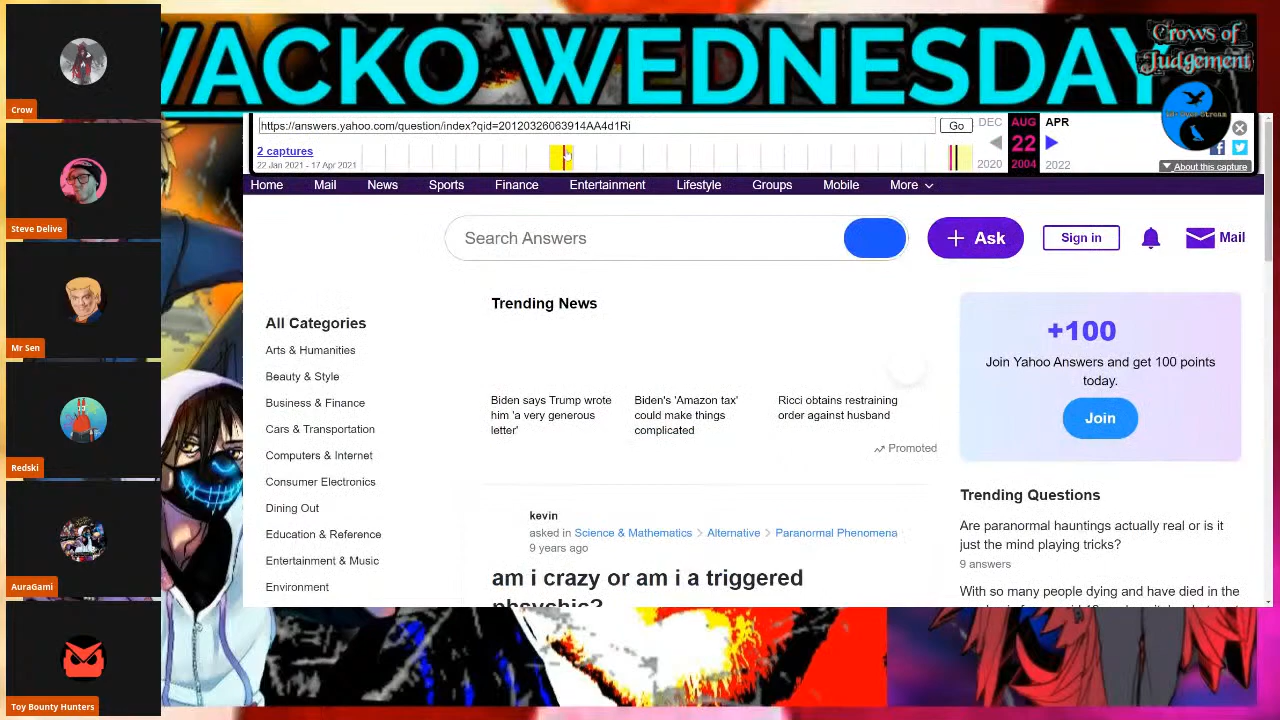 WACKO WEDNESDAY
Crows of
Judgement
Crow
Steve Delive
Mr Sen
Redski
AuraGami
Toy Bounty Hunters
https://answers.yahoo.com/question/index?qid=20120326063914AA4d1Ri
Go
DEC
AUG
APR
2 captures
22
22 Jan 2021 - 17 Apr 2021
2020
2004
2022
About this capture
Home
Mail
News
Sports
Finance
Entertainment
Lifestyle
Groups
Mobile
More
Search Answers
Ask
Sign in
Mail
All Categories
Arts & Humanities
Beauty & Style
Business & Finance
Cars & Transportation
Computers & Internet
Consumer Electronics
Dining Out
Education & Reference
Entertainment & Music
Environment
Trending News
Biden says Trump wrote
him 'a very generous
letter'
Biden's 'Amazon tax'
could make things
complicated
Ricci obtains restraining
order against husband
Promoted
kevin
asked in Science & Mathematics > Alternative > Paranormal Phenomena
9 years ago
am i crazy or am i a triggered
phsychic?
+100
Join Yahoo Answers and get 100 points
today.
Join
Trending Questions
Are paranormal hauntings actually real or is it
just the mind playing tricks?
9 answers
With so many people dying and have died in the